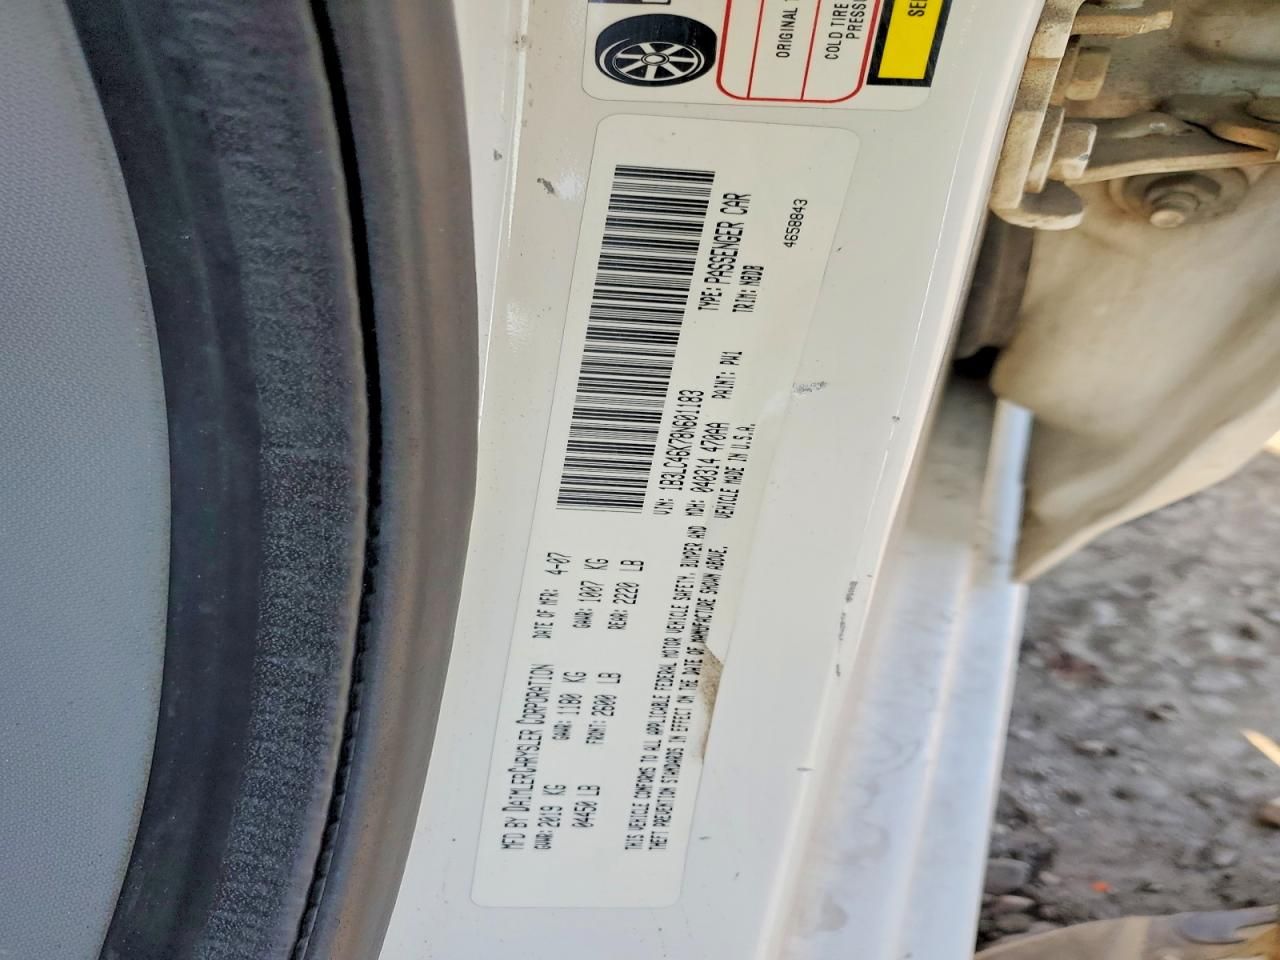 ORIGINAL
COLD TIRE
PRESS
SE
MFD BY DAIMLERCHRYSLER CORPORATION
DATE OF MFR: 4-07
GVWR: 2019 KG
GAWR: 1180 KG
GAWR: 1007 KG
04450 LB
FRONT: 2600 LB
REAR: 2220 LB
THIS VEHICLE CONFORMS TO ALL APPLICABLE FEDERAL MOTOR VEHICLE SAFETY, BUMPER AND
THEFT PREVENTION STANDARDS IN EFFECT ON THE DATE OF MANUFACTURE SHOWN ABOVE.
VIN: 1B3LC46K78N601183
TYPE: PASSENGER CAR
MDH: 040314 470AA
PAINT: PW1
TRIM: N8DB
VEHICLE MADE IN U.S.A.
4658843